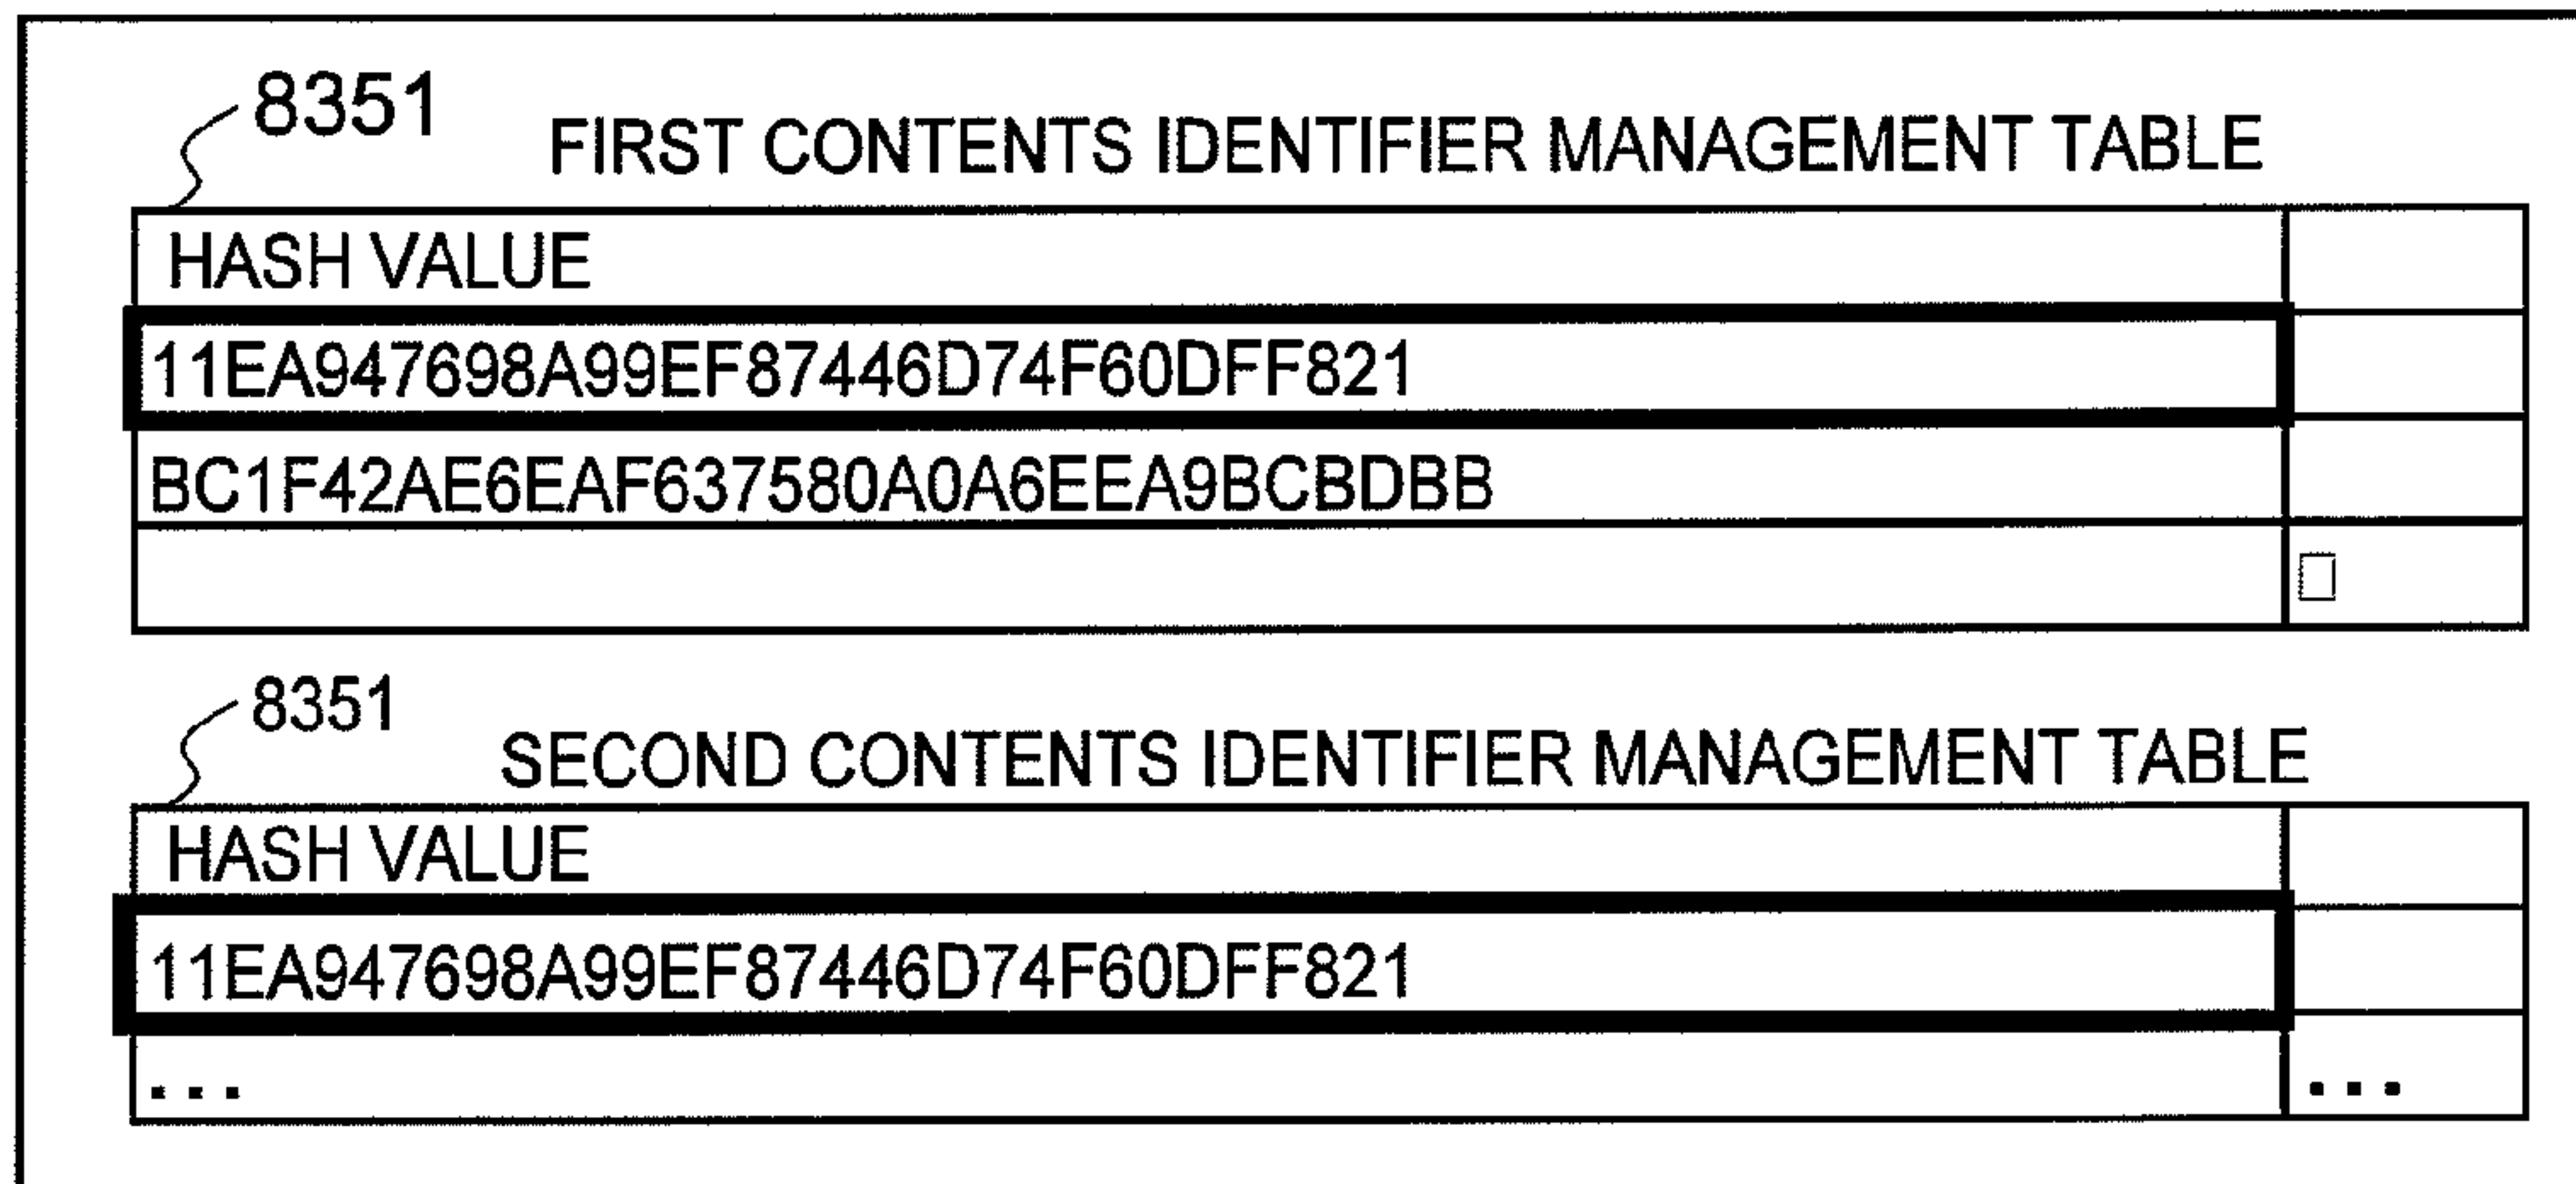 8351
FIRST CONTENTS IDENTIFIER MANAGEMENT TABLE
HASH VALUE
11EA947698A99EF87446D74F60DFF821
BC1F42AE6EAF637580A0A6EEA9BCBDBB
8351
SECOND CONTENTS IDENTIFIER MANAGEMENT TABLE
HASH VALUE
11EA947698A99EF87446D74F60DFF821
... ...